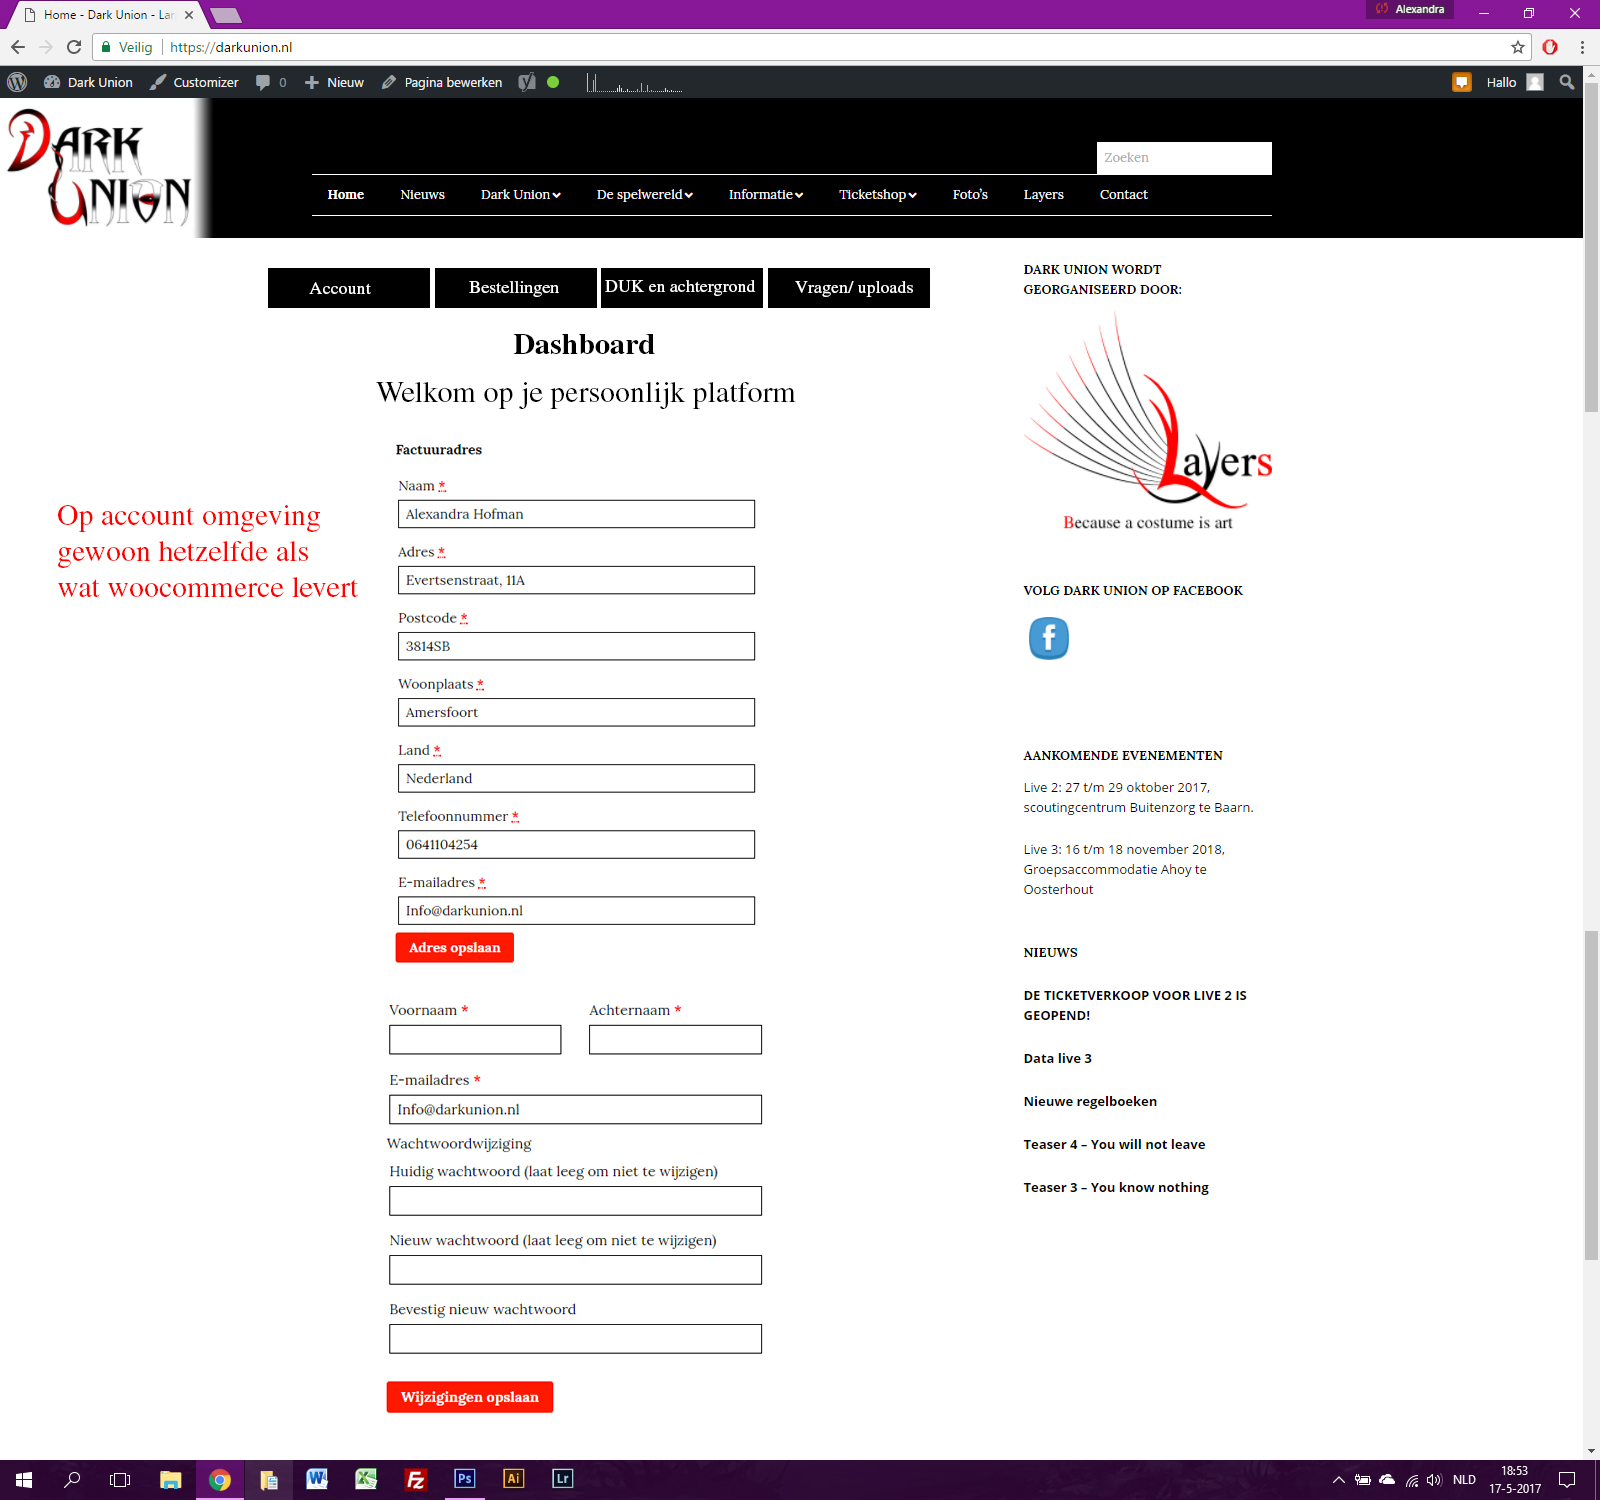 Home - Dark Union - Lar
Alexandra
Veilig
https://darkunion.nl
Dark Union
Customizer
0
Nieuw
Pagina bewerken
Hallo
DARK UNION
Zoeken
Home
Nieuws
Dark Union
De spelwereld
Informatie
Ticketshop
Foto's
Layers
Contact
Account
Bestellingen
DUK en achtergrond
Vragen/ uploads
Dashboard
Welkom op je persoonlijk platform
Op account omgeving
gewoon hetzelfde als
wat woocommerce levert
Factuuradres
Naam *
Alexandra Hofman
Adres *
Evertsenstraat, 11A
Postcode *
3814SB
Woonplaats *
Amersfoort
Land *
Nederland
Telefoonnummer *
0641104254
E-mailadres *
Info@darkunion.nl
Adres opslaan
Voornaam *
Achternaam *
E-mailadres *
Info@darkunion.nl
Wachtwoordwijziging
Huidig wachtwoord (laat leeg om niet te wijzigen)
Nieuw wachtwoord (laat leeg om niet te wijzigen)
Bevestig nieuw wachtwoord
Wijzigingen opslaan
DARK UNION WORDT
GEORGANISEERD DOOR:
Layers
Because a costume is art
VOLG DARK UNION OP FACEBOOK
f
AANKOMENDE EVENEMENTEN
Live 2: 27 t/m 29 oktober 2017,
scoutingcentrum Buitenzorg te Baarn.
Live 3: 16 t/m 18 november 2018,
Groepsaccommodatie Ahoy te
Oosterhout
NIEUWS
DE TICKETVERKOOP VOOR LIVE 2 IS
GEOPEND!
Data live 3
Nieuwe regelboeken
Teaser 4 – You will not leave
Teaser 3 – You know nothing
Ps
Ai
Lr
NLD
18:53
17-5-2017